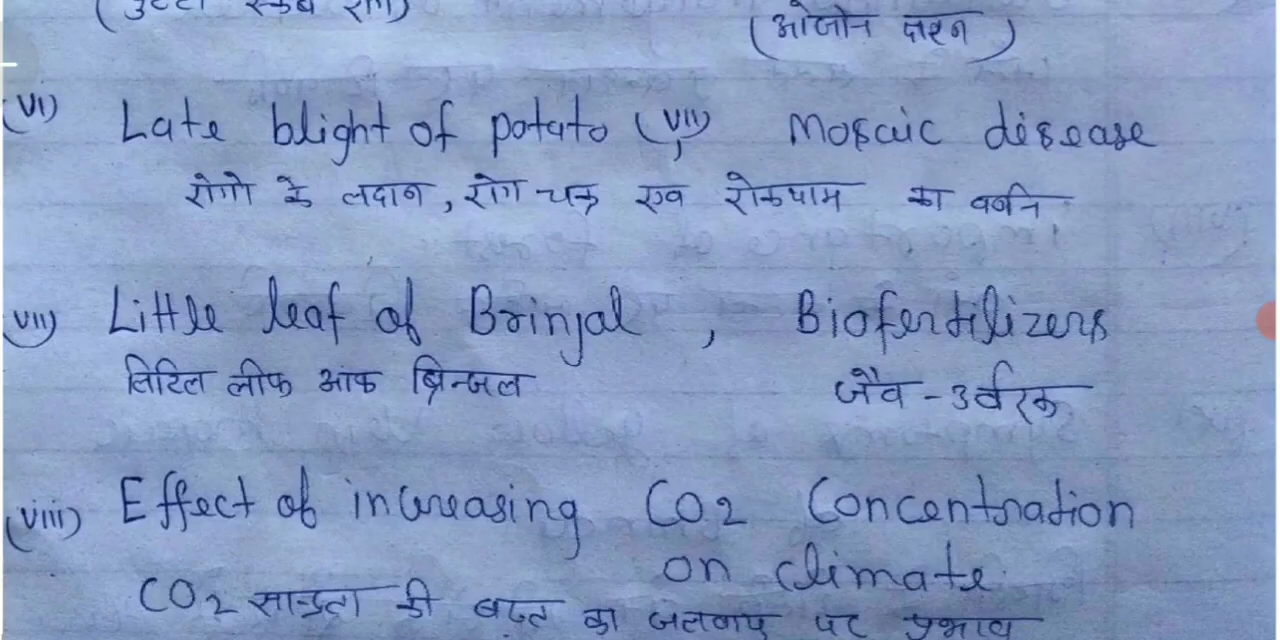 (ओजोन क्षरण)
(VI) Late blight of potato (VII), Mosaic disease
रोगो के लक्षण, रोग चक्र एव रोकथाम का वर्णन
VII) Little leaf of Brinjal , Biofertilizers
लिटिल लीफ आफ ब्रिन्जल जैव - उर्वरक
(viii) Effect of increasing CO2 Concentration
on climate
CO2 सान्द्रता की बढ़त का जलवायु पर प्रभाव